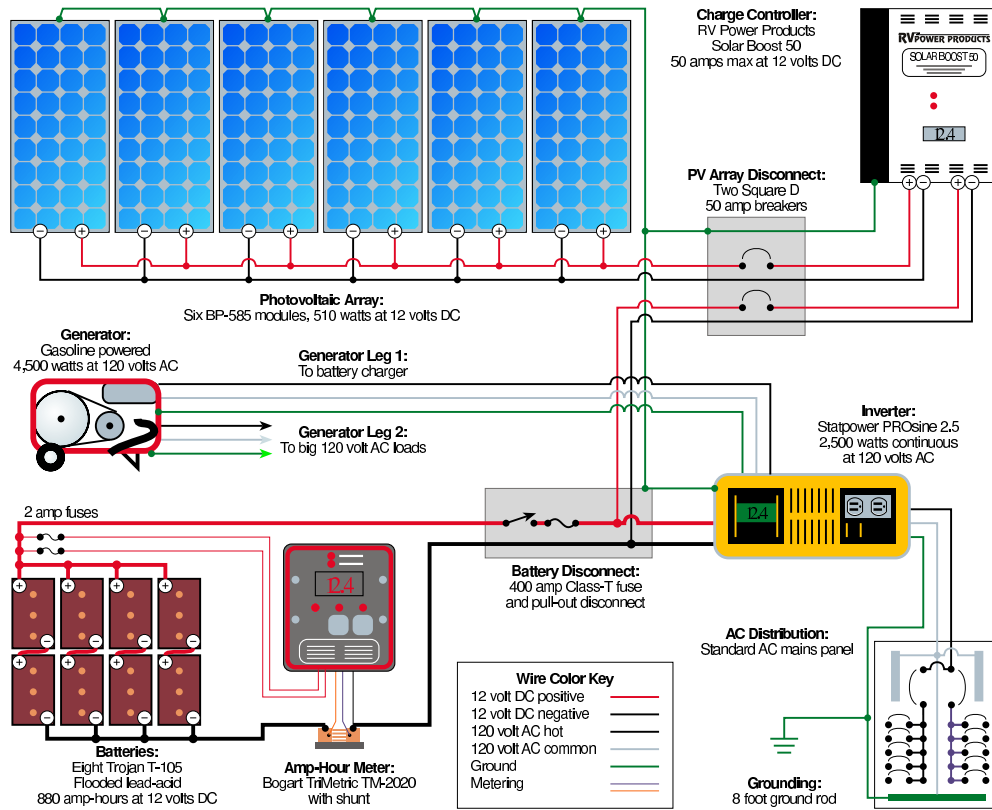 Charge Controller:
RV Power Products
Solar Boost 50
50 amps max at 12 volts DC
RV POWER PRODUCTS
SOLAR BOOST 50
12.4
PV Array Disconnect:
Two Square D
50 amp breakers
Photovoltaic Array:
Six BP-585 modules, 510 watts at 12 volts DC
Generator:
Gasoline powered
4,500 watts at 120 volts AC
Generator Leg 1:
To battery charger
Generator Leg 2:
To big 120 volt AC loads
Inverter:
Statpower PROsine 2.5
2,500 watts continuous
at 120 volts AC
12.4
2 amp fuses
12.4
Battery Disconnect:
400 amp Class-T fuse
and pull-out disconnect
AC Distribution:
Standard AC mains panel
Wire Color Key
12 volt DC positive
12 volt DC negative
120 volt AC hot
120 volt AC common
Ground
Metering
Batteries:
Eight Trojan T-105
Flooded lead-acid
880 amp-hours at 12 volts DC
Amp-Hour Meter:
Bogart TriMetric TM-2020
with shunt
Grounding:
8 foot ground rod